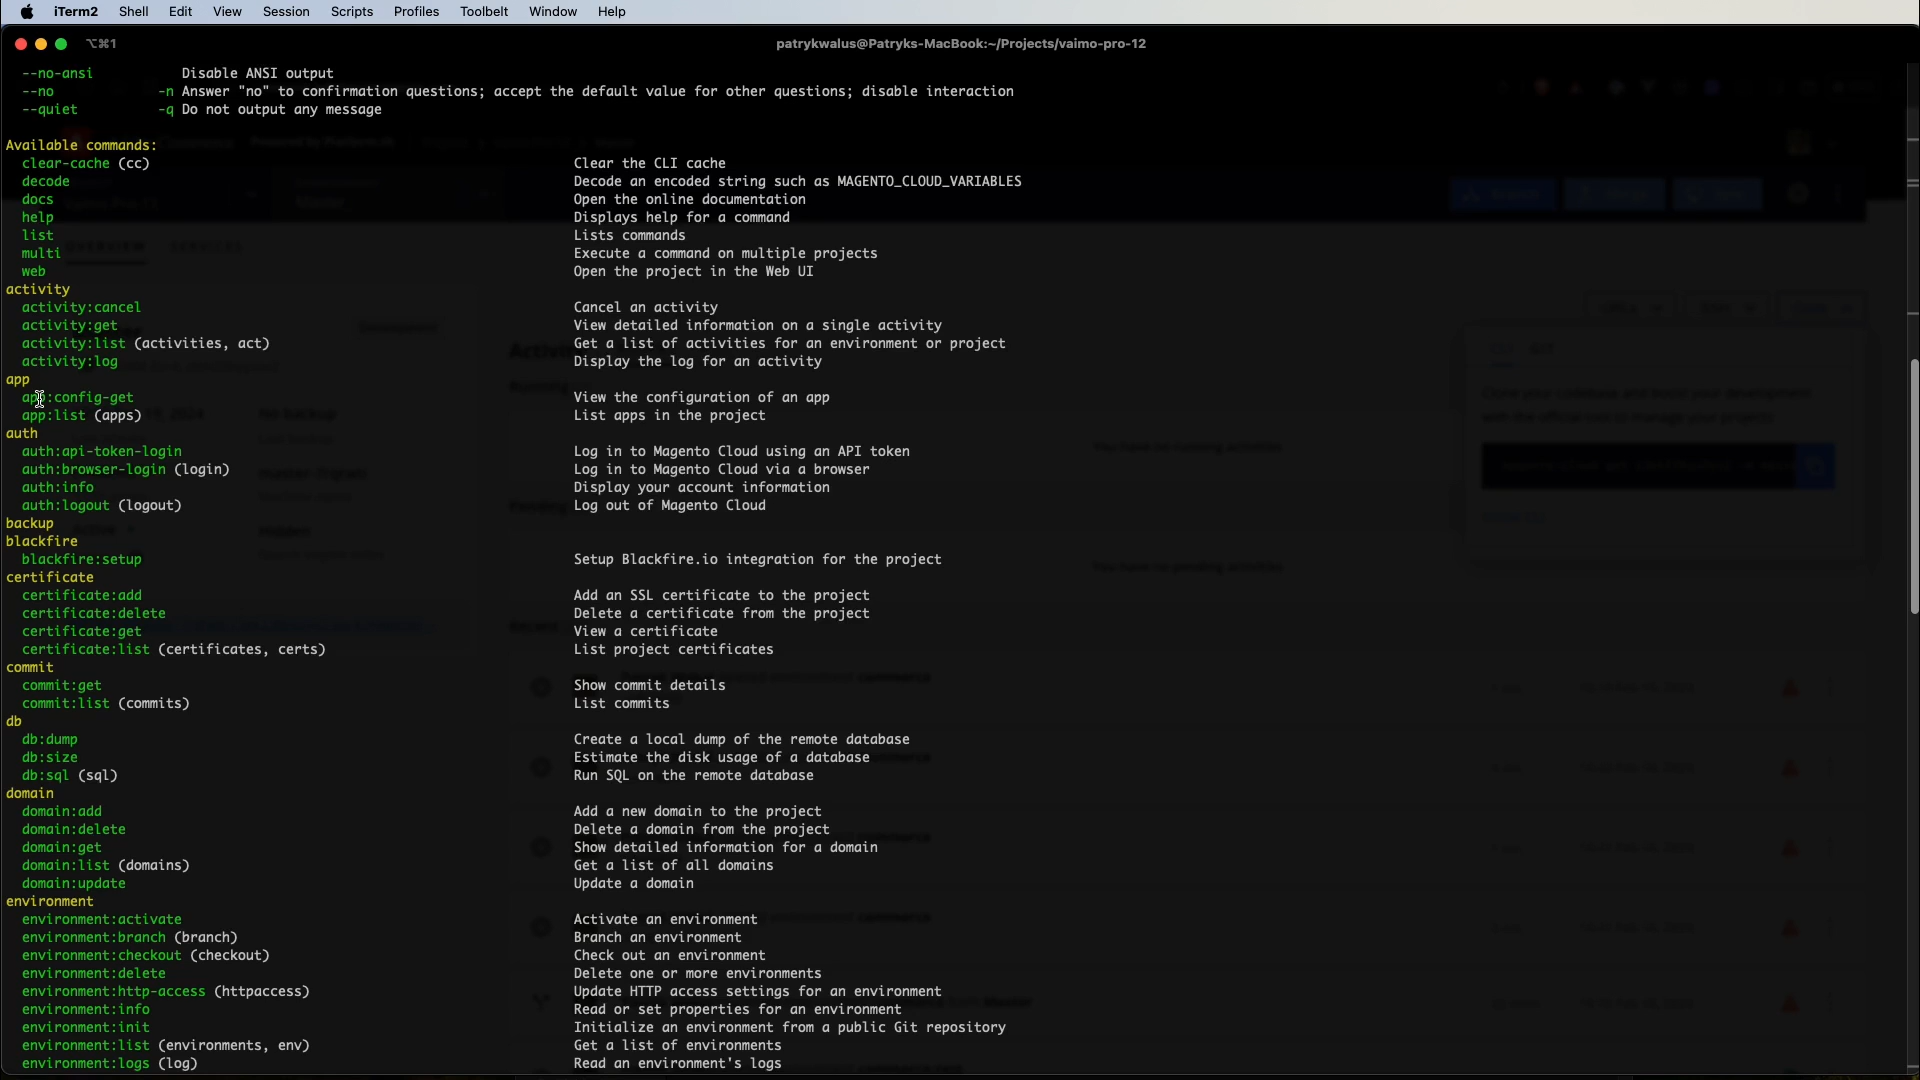 iTerm2 Shell Edit View Session Scripts Profiles Toolbelt Window Help
⌥⌘1 patrykwalus@Patryks-MacBook:~/Projects/vaimo-pro-12
--no-ansi Disable ANSI output
--no -n Answer "no" to confirmation questions; accept the default value for other questions; disable interaction
--quiet -q Do not output any message
Available commands:
clear-cache (cc) Clear the CLI cache
decode Decode an encoded string such as MAGENTO_CLOUD_VARIABLES
docs Open the online documentation
help Displays help for a command
list Lists commands
multi Execute a command on multiple projects
web Open the project in the Web UI
activity
activity:cancel Cancel an activity
activity:get View detailed information on a single activity
activity:list (activities, act) Get a list of activities for an environment or project
activity:log Display the log for an activity
app
app:config-get View the configuration of an app
app:list (apps) List apps in the project
auth
auth:api-token-login Log in to Magento Cloud using an API token
auth:browser-login (login) Log in to Magento Cloud via a browser
auth:info Display your account information
auth:logout (logout) Log out of Magento Cloud
backup
blackfire
blackfire:setup Setup Blackfire.io integration for the project
certificate
certificate:add Add an SSL certificate to the project
certificate:delete Delete a certificate from the project
certificate:get View a certificate
certificate:list (certificates, certs) List project certificates
commit
commit:get Show commit details
commit:list (commits) List commits
db
db:dump Create a local dump of the remote database
db:size Estimate the disk usage of a database
db:sql (sql) Run SQL on the remote database
domain
domain:add Add a new domain to the project
domain:delete Delete a domain from the project
domain:get Show detailed information for a domain
domain:list (domains) Get a list of all domains
domain:update Update a domain
environment
environment:activate Activate an environment
environment:branch (branch) Branch an environment
environment:checkout (checkout) Check out an environment
environment:delete Delete one or more environments
environment:http-access (httpaccess) Update HTTP access settings for an environment
environment:info Read or set properties for an environment
environment:init Initialize an environment from a public Git repository
environment:list (environments, env) Get a list of environments
environment:logs (log) Read an environment's logs